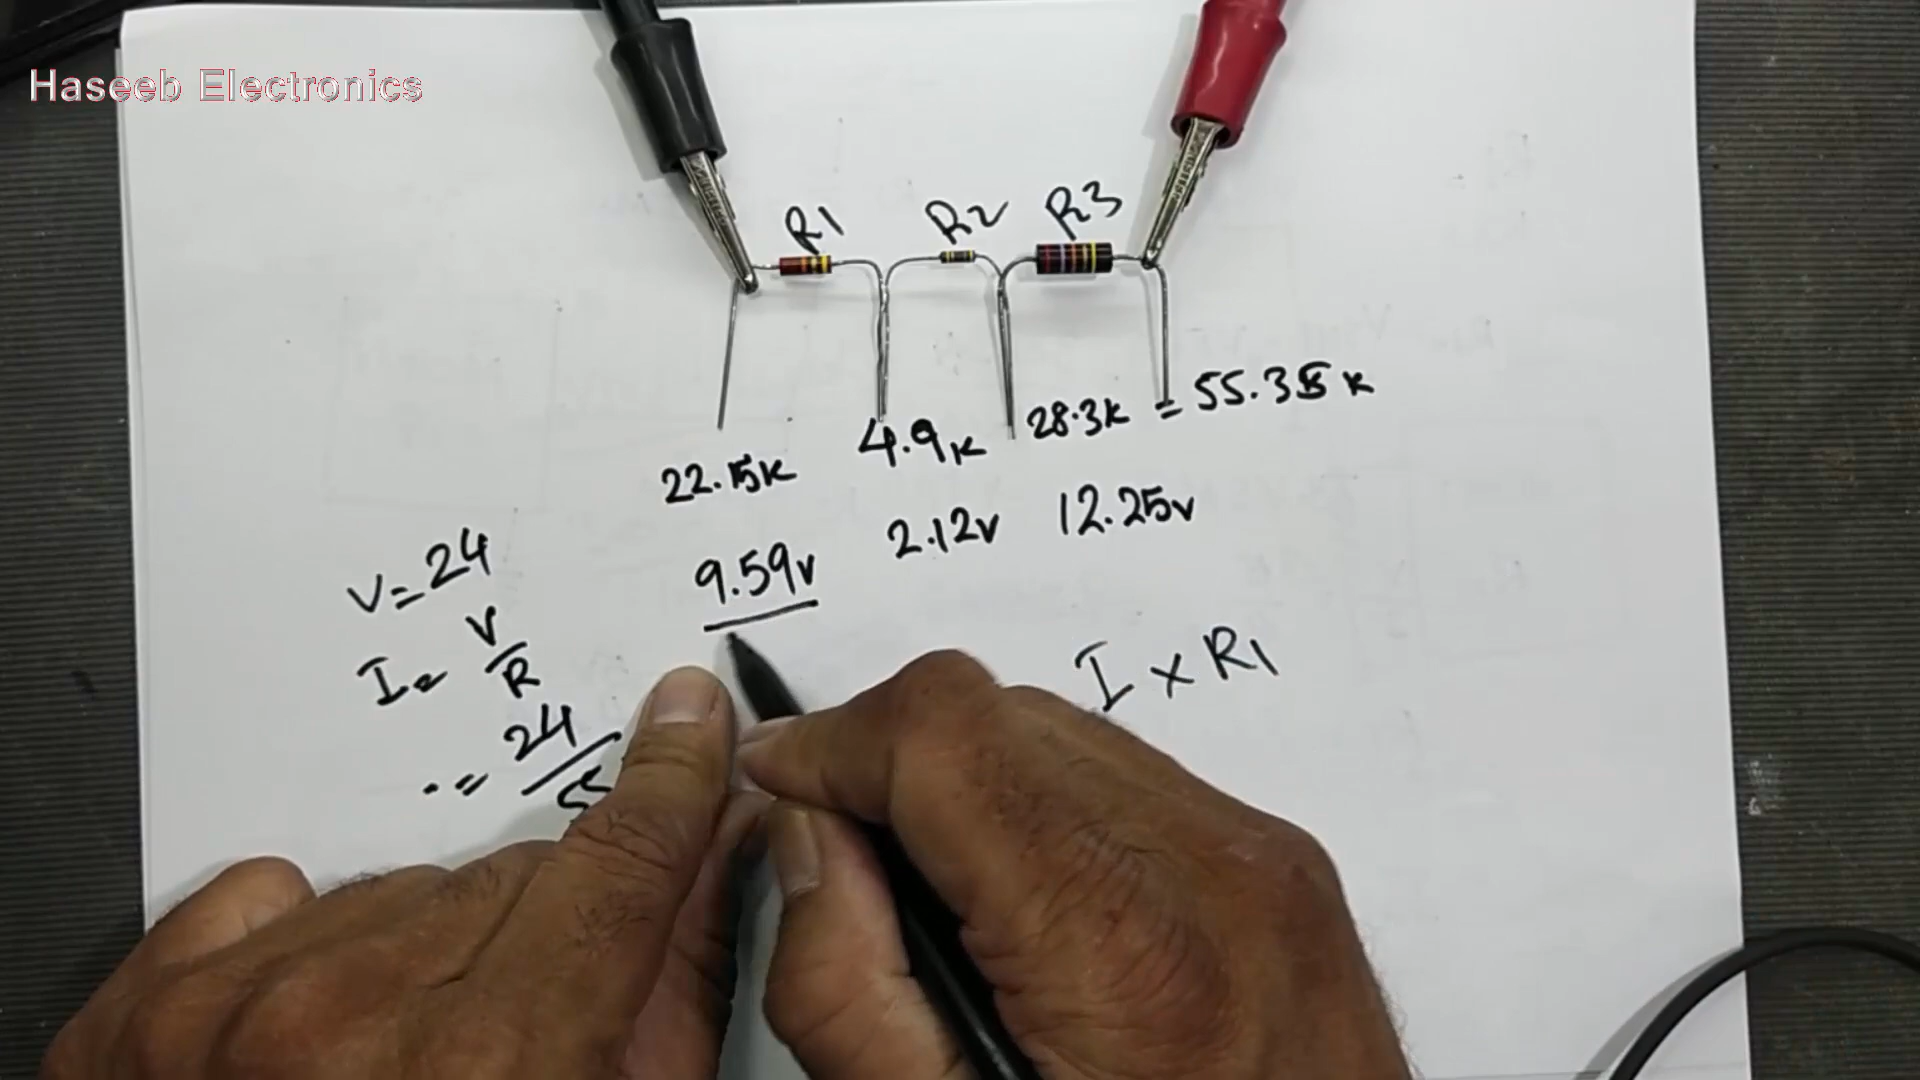 Haseeb Electronics
R1 R2 R3
22.15k 4.9k 28.3k = 55.35k
9.59v 2.12v 12.25v
V=24
I= V/R
= 24/55
I x R1